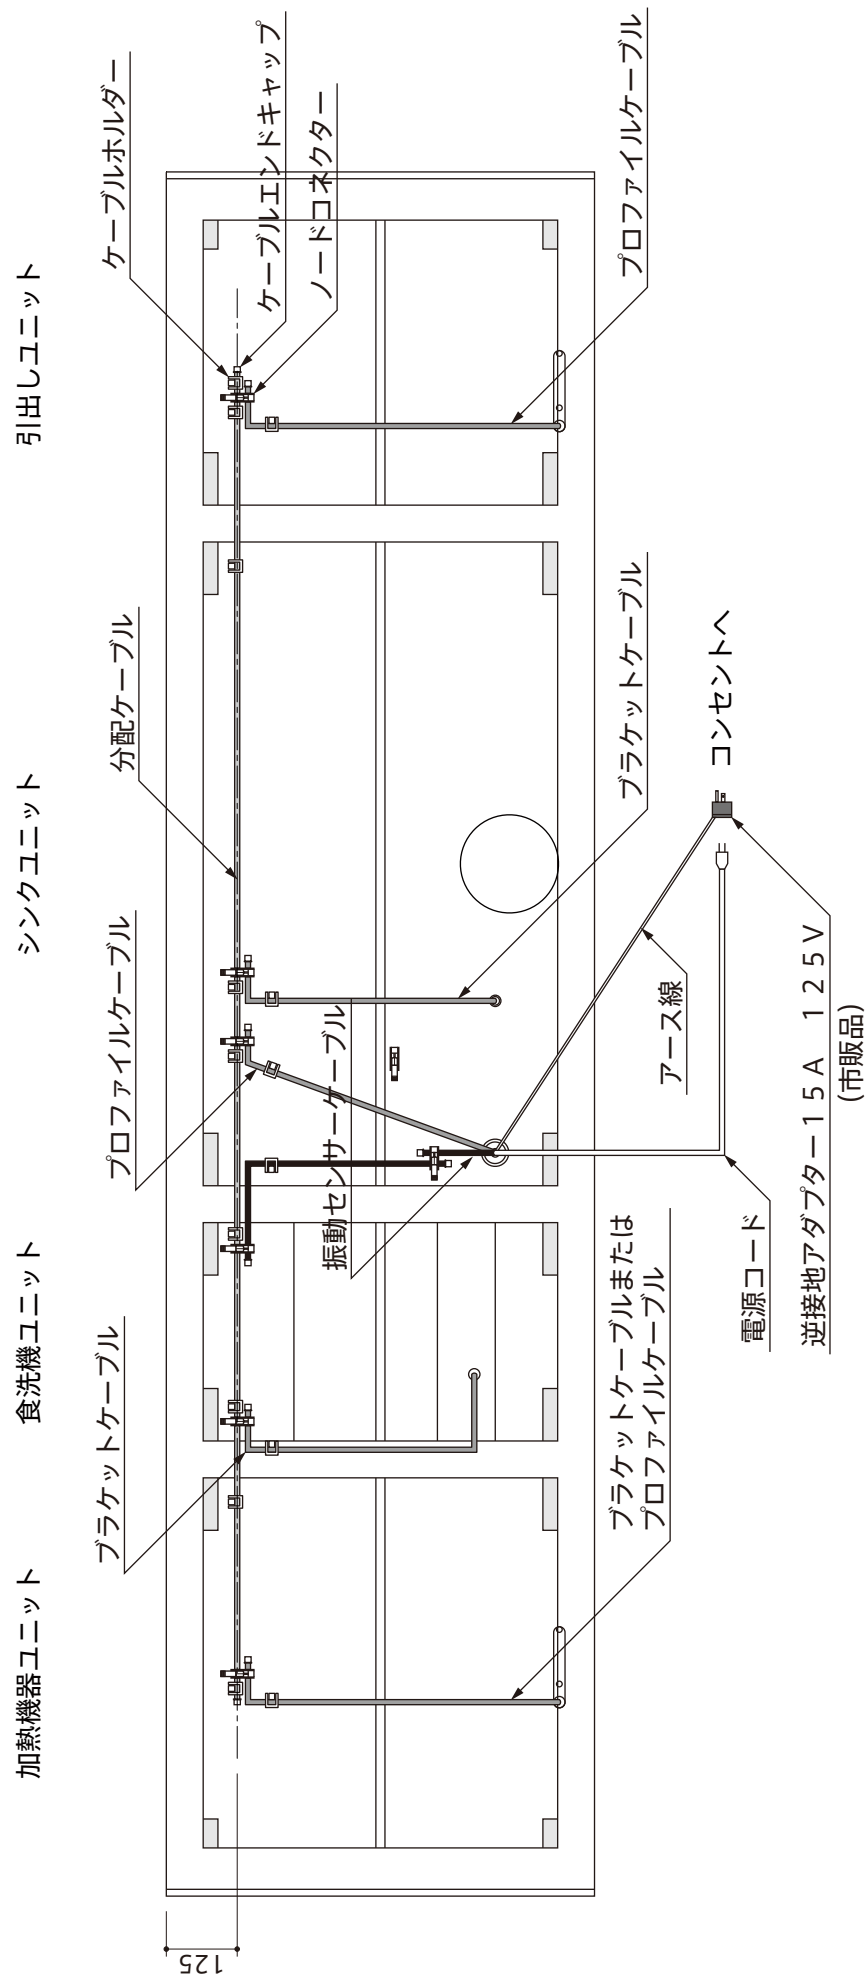 加熱機器ユニット
食洗機ユニット
シンクユニット
引出しユニット
ブラケットケーブル
プロファイルケーブル
分配ケーブル
ケーブルホルダー
ケーブルエンドキャップ
ノードコネクター
125
振動センサーケーブル
ブラケットケーブルまたは
プロファイルケーブル
ブラケットケーブル
プロファイルケーブル
アース線
コンセントへ
電源コード
逆接地アダプター１５Ａ １２５Ｖ
(市販品)